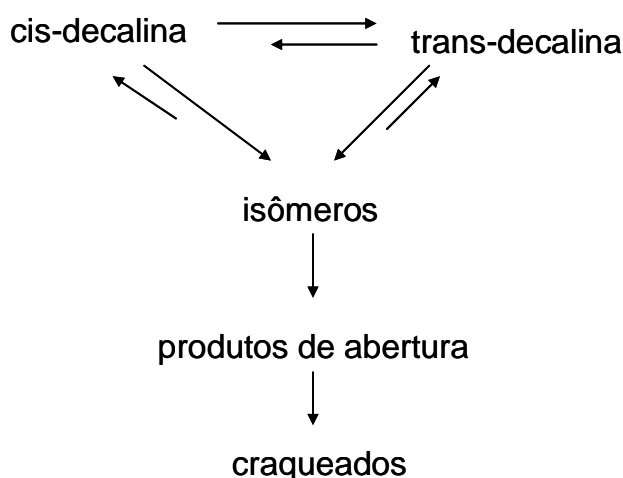 cis-decalina
trans-decalina
isômeros
produtos de abertura
craqueados